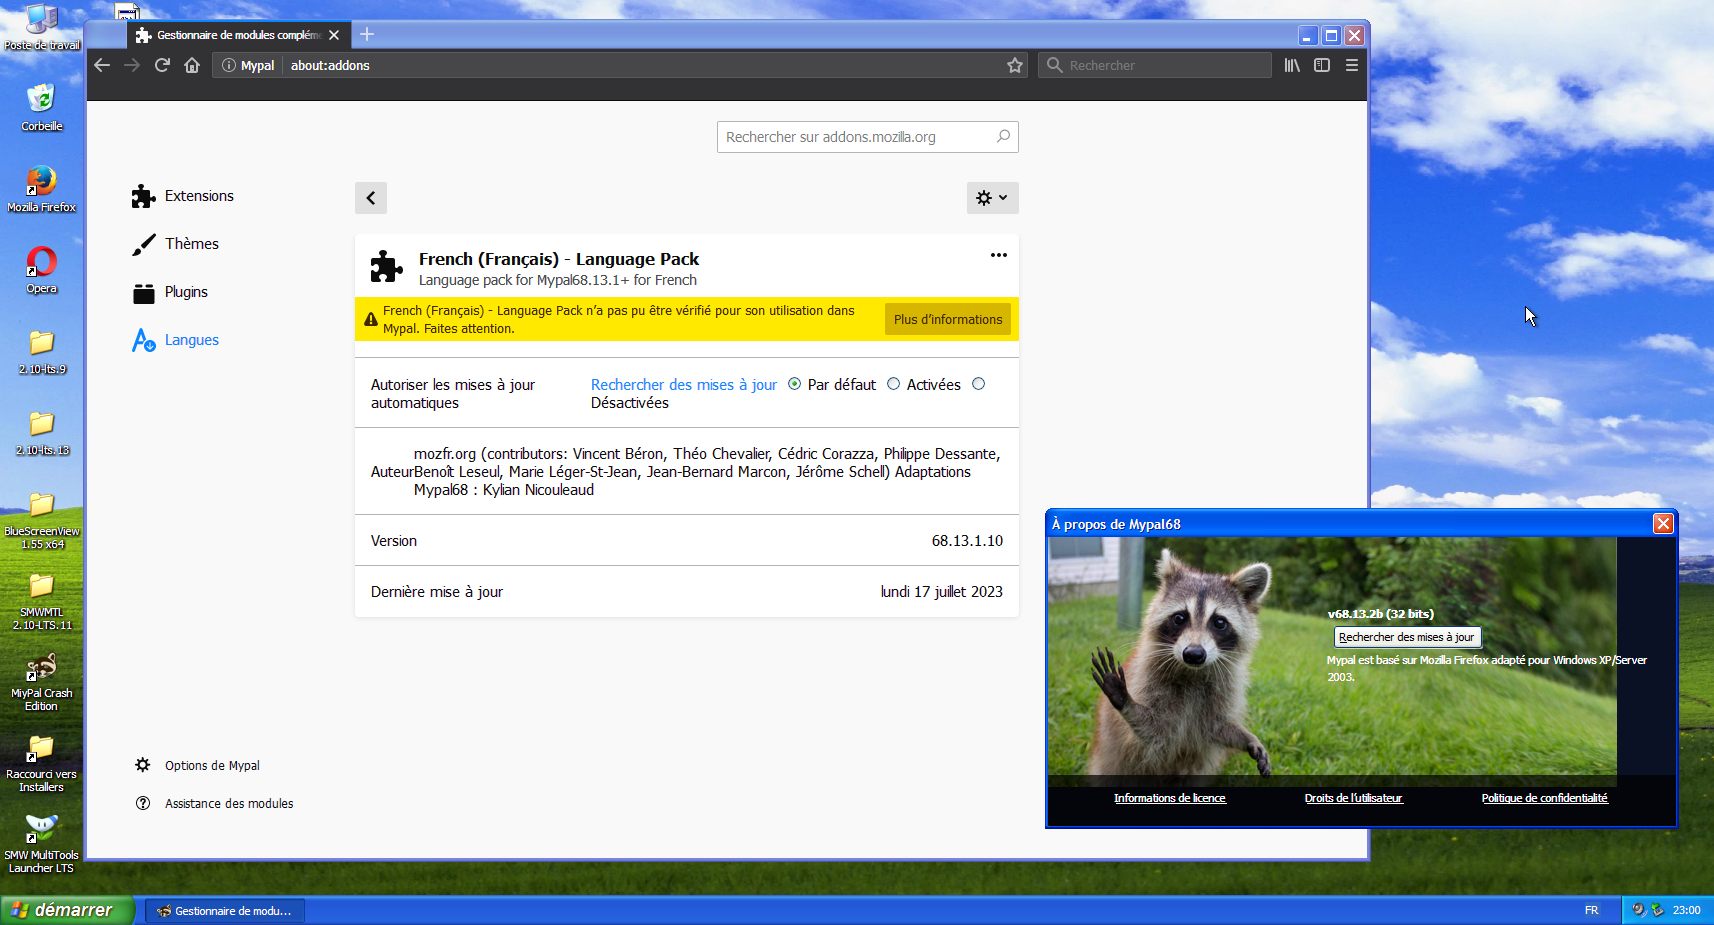 Poste de travail
Corbeille
Mozilla Firefox
Opera
2.10-lts.9
2.10-lts.13
BlueScreenView
1.55 x64
SMWMTL
2.10-LTS.11
MiyPal Crash
Edition
Raccourci vers
Installers
SMW MultiTools
Launcher LTS
Gestionnaire de modules compléme
Mypal
about:addons
Rechercher
Rechercher sur addons.mozilla.org
Extensions
Thèmes
Plugins
Langues
Options de Mypal
Assistance des modules
French (Français) - Language Pack
Language pack for Mypal68.13.1+ for French
French (Français) - Language Pack n’a pas pu être vérifié pour son utilisation dans
Mypal. Faites attention.
Plus d’informations
Autoriser les mises à jour
automatiques
Rechercher des mises à jour Par défaut Activées
Désactivées
mozfr.org (contributors: Vincent Béron, Théo Chevalier, Cédric Corazza, Philippe Dessante,
Auteur Benoît Leseul, Marie Léger-St-Jean, Jean-Bernard Marcon, Jérôme Schell) Adaptations
Mypal68 : Kylian Nicouleaud
Version 68.13.1.10
Dernière mise à jour lundi 17 juillet 2023
À propos de Mypal68
v68.13.2b (32 bits)
Rechercher des mises à jour
Mypal est basé sur Mozilla Firefox adapté pour Windows XP/Server
2003.
Informations de licence
Droits de l’utilisateur
Politique de confidentialité
démarrer
Gestionnaire de modu...
FR
23:00